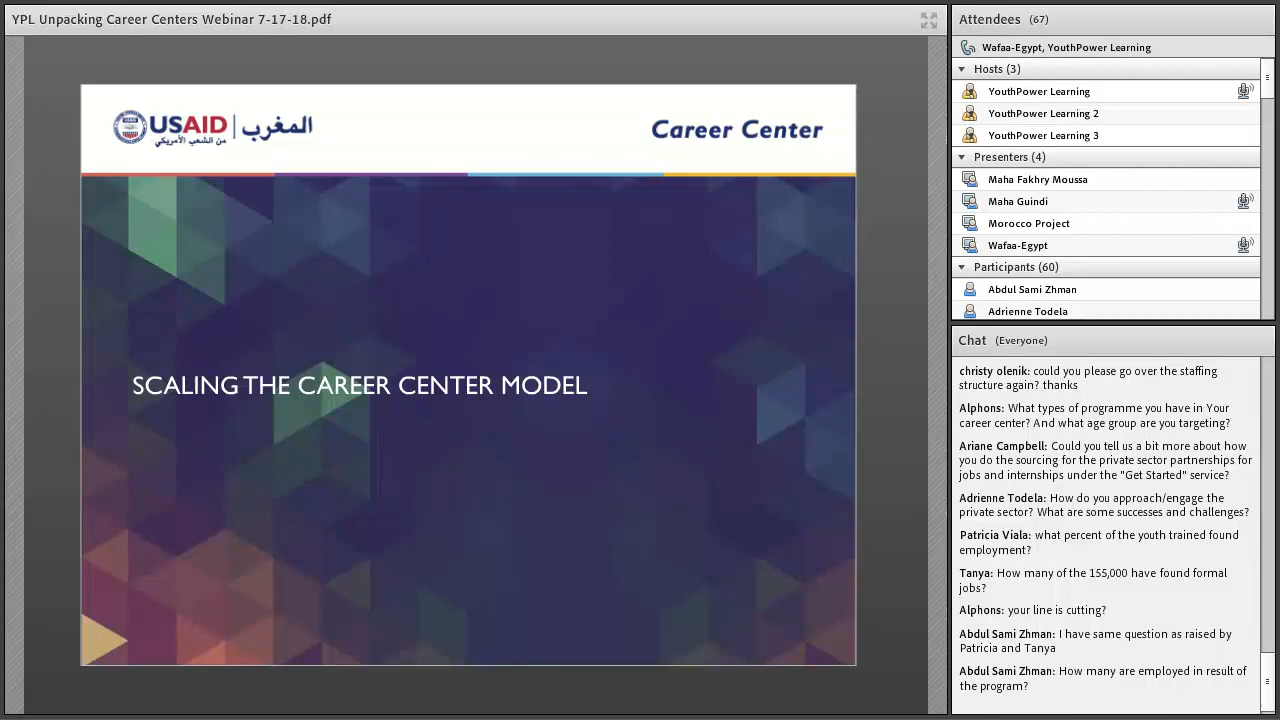 YPL Unpacking Career Centers Webinar 7-17-18.pdf
USAID
المغرب
من الشعب الأمريكي
Career Center
SCALING THE CAREER CENTER MODEL
Attendees (67)
Wafaa-Egypt, YouthPower Learning
Hosts (3)
YouthPower Learning
YouthPower Learning 2
YouthPower Learning 3
Presenters (4)
Maha Fakhry Moussa
Maha Guindi
Morocco Project
Wafaa-Egypt
Participants (60)
Abdul Sami Zhman
Adrienne Todela
Chat (Everyone)
christy olenik: could you please go over the staffing
structure again? thanks
Alphons: What types of programme you have in Your
career center? And what age group are you targeting?
Ariane Campbell: Could you tell us a bit more about how
you do the sourcing for the private sector partnerships for
jobs and internships under the "Get Started" service?
Adrienne Todela: How do you approach/engage the
private sector? What are some successes and challenges?
Patricia Viala: what percent of the youth trained found
employment?
Tanya: How many of the 155,000 have found formal
jobs?
Alphons: your line is cutting?
Abdul Sami Zhman: I have same question as raised by
Patricia and Tanya
Abdul Sami Zhman: How many are employed in result of
the program?